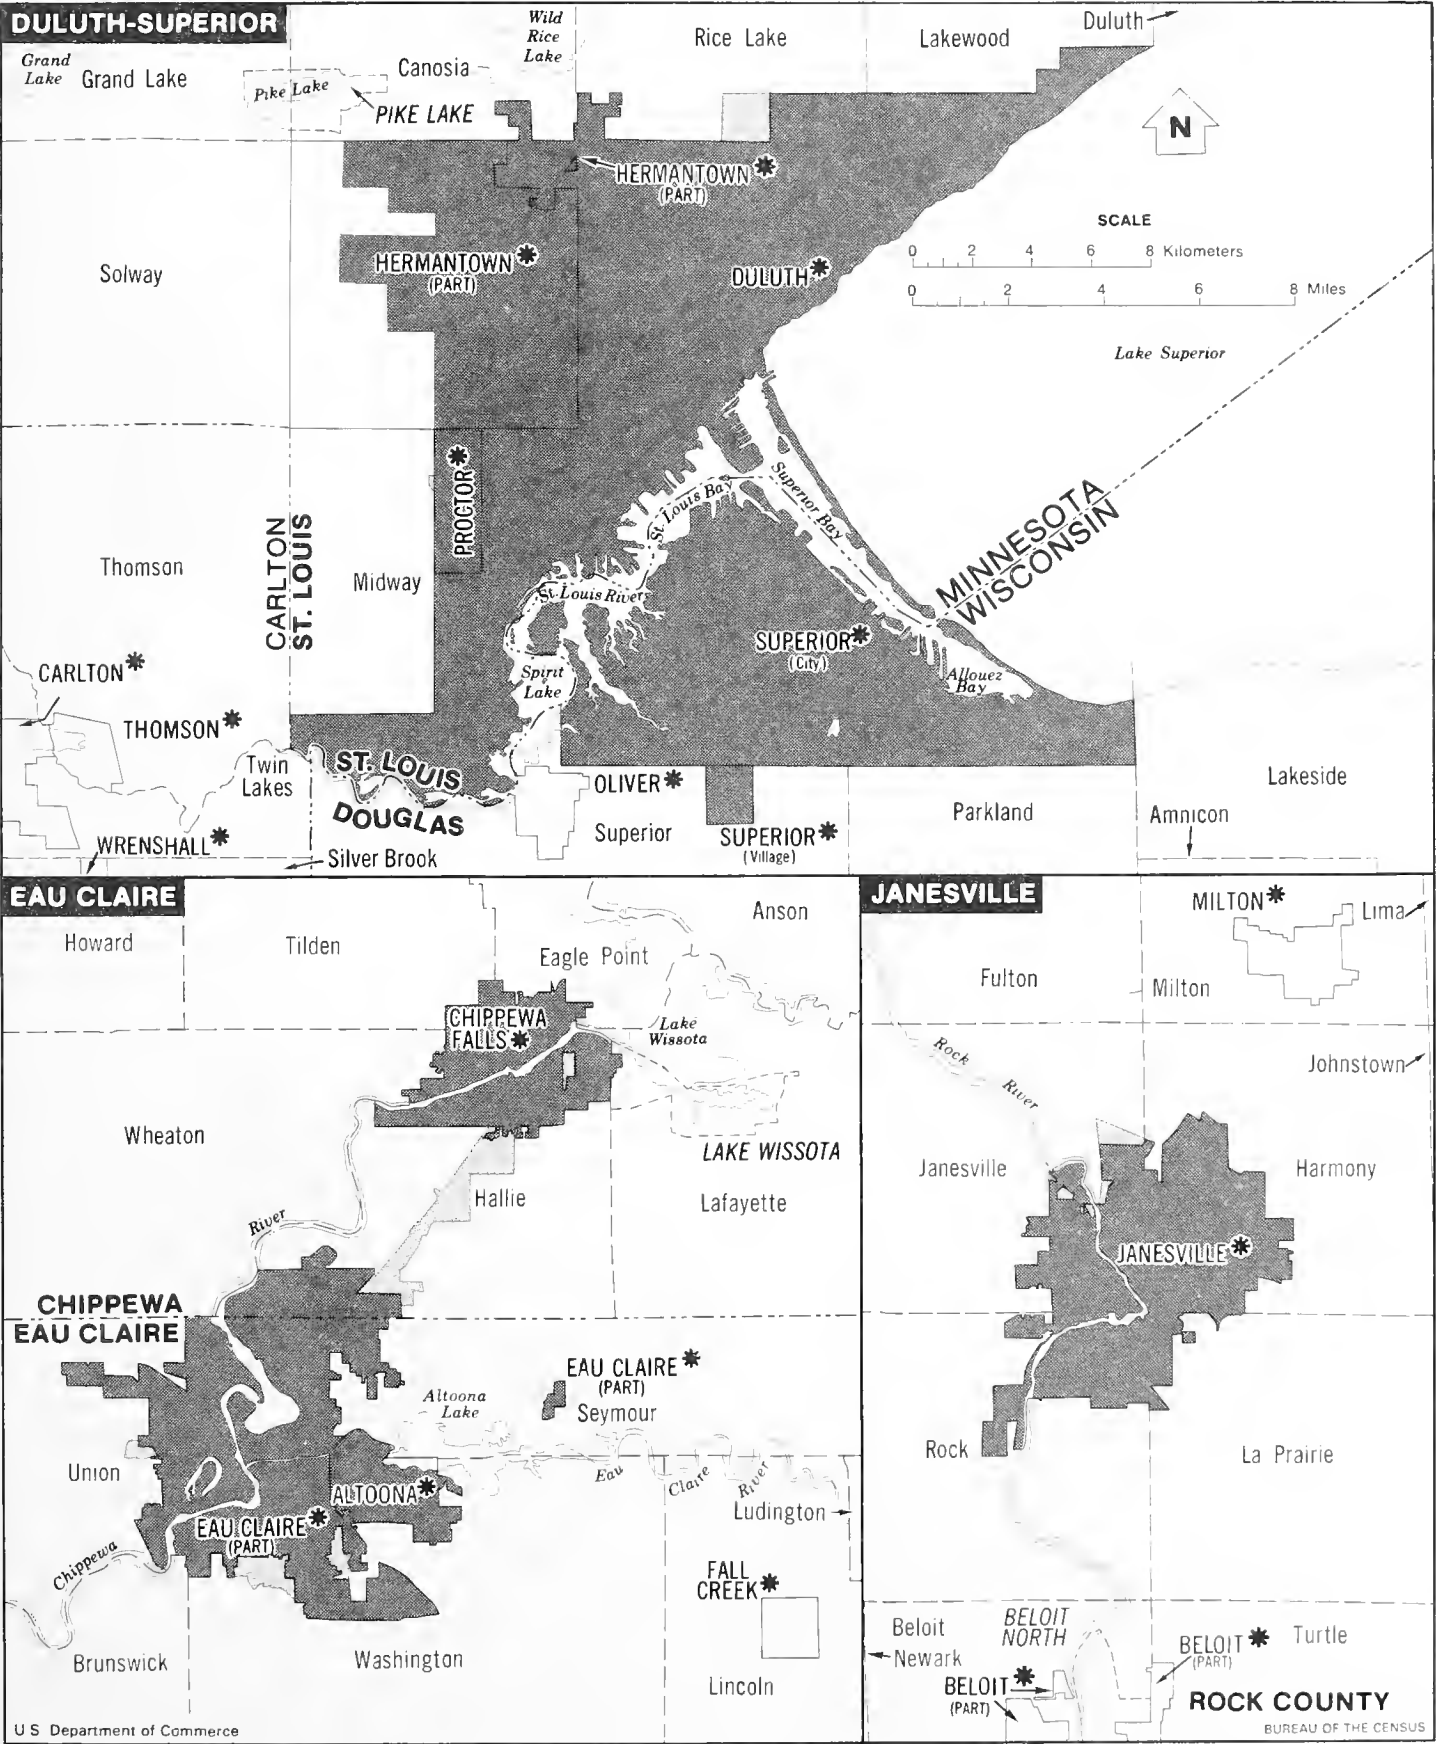 DULUTH-SUPERIOR
Wild
Rice
Lake
Rice Lake
Lakewood
Duluth
Grand
Lake
Grand Lake
Pike Lake
Canosia
PIKE LAKE
N
HERMANTOWN
(PART)
SCALE
0 2 4 6 8 Kilometers
0 2 4 6 8 Miles
Solway
HERMANTOWN
(PART)
DULUTH
Lake Superior
PROCTOR
St. Louis Bay
Superior Bay
MINNESOTA
WISCONSIN
CARLTON
ST. LOUIS
Thomson
Midway
St. Louis River
SUPERIOR
(City)
Spirit
Lake
Allouez
Bay
CARLTON
THOMSON
Twin
Lakes
ST. LOUIS
DOUGLAS
OLIVER
Superior
SUPERIOR
(Village)
Parkland
Lakeside
Amnicon
WRENSHALL
Silver Brook
EAU CLAIRE
Howard
Tilden
Eagle Point
Anson
CHIPPEWA
FALLS
Lake
Wissota
Wheaton
LAKE WISSOTA
Hallie
Lafayette
River
CHIPPEWA
EAU CLAIRE
EAU CLAIRE
(PART)
Seymour
Altoona
Lake
Union
Eau
Claire
River
ALTOONA
Ludington
EAU CLAIRE
(PART)
Chippewa
FALL
CREEK
Brunswick
Washington
Lincoln
U S Department of Commerce
JANESVILLE
MILTON
Lima
Fulton
Milton
Rock
River
Johnstown
Janesville
Harmony
JANESVILLE
Rock
La Prairie
Beloit
Newark
BELOIT
NORTH
BELOIT
(PART)
Turtle
BELOIT
(PART)
ROCK COUNTY
BUREAU OF THE CENSUS